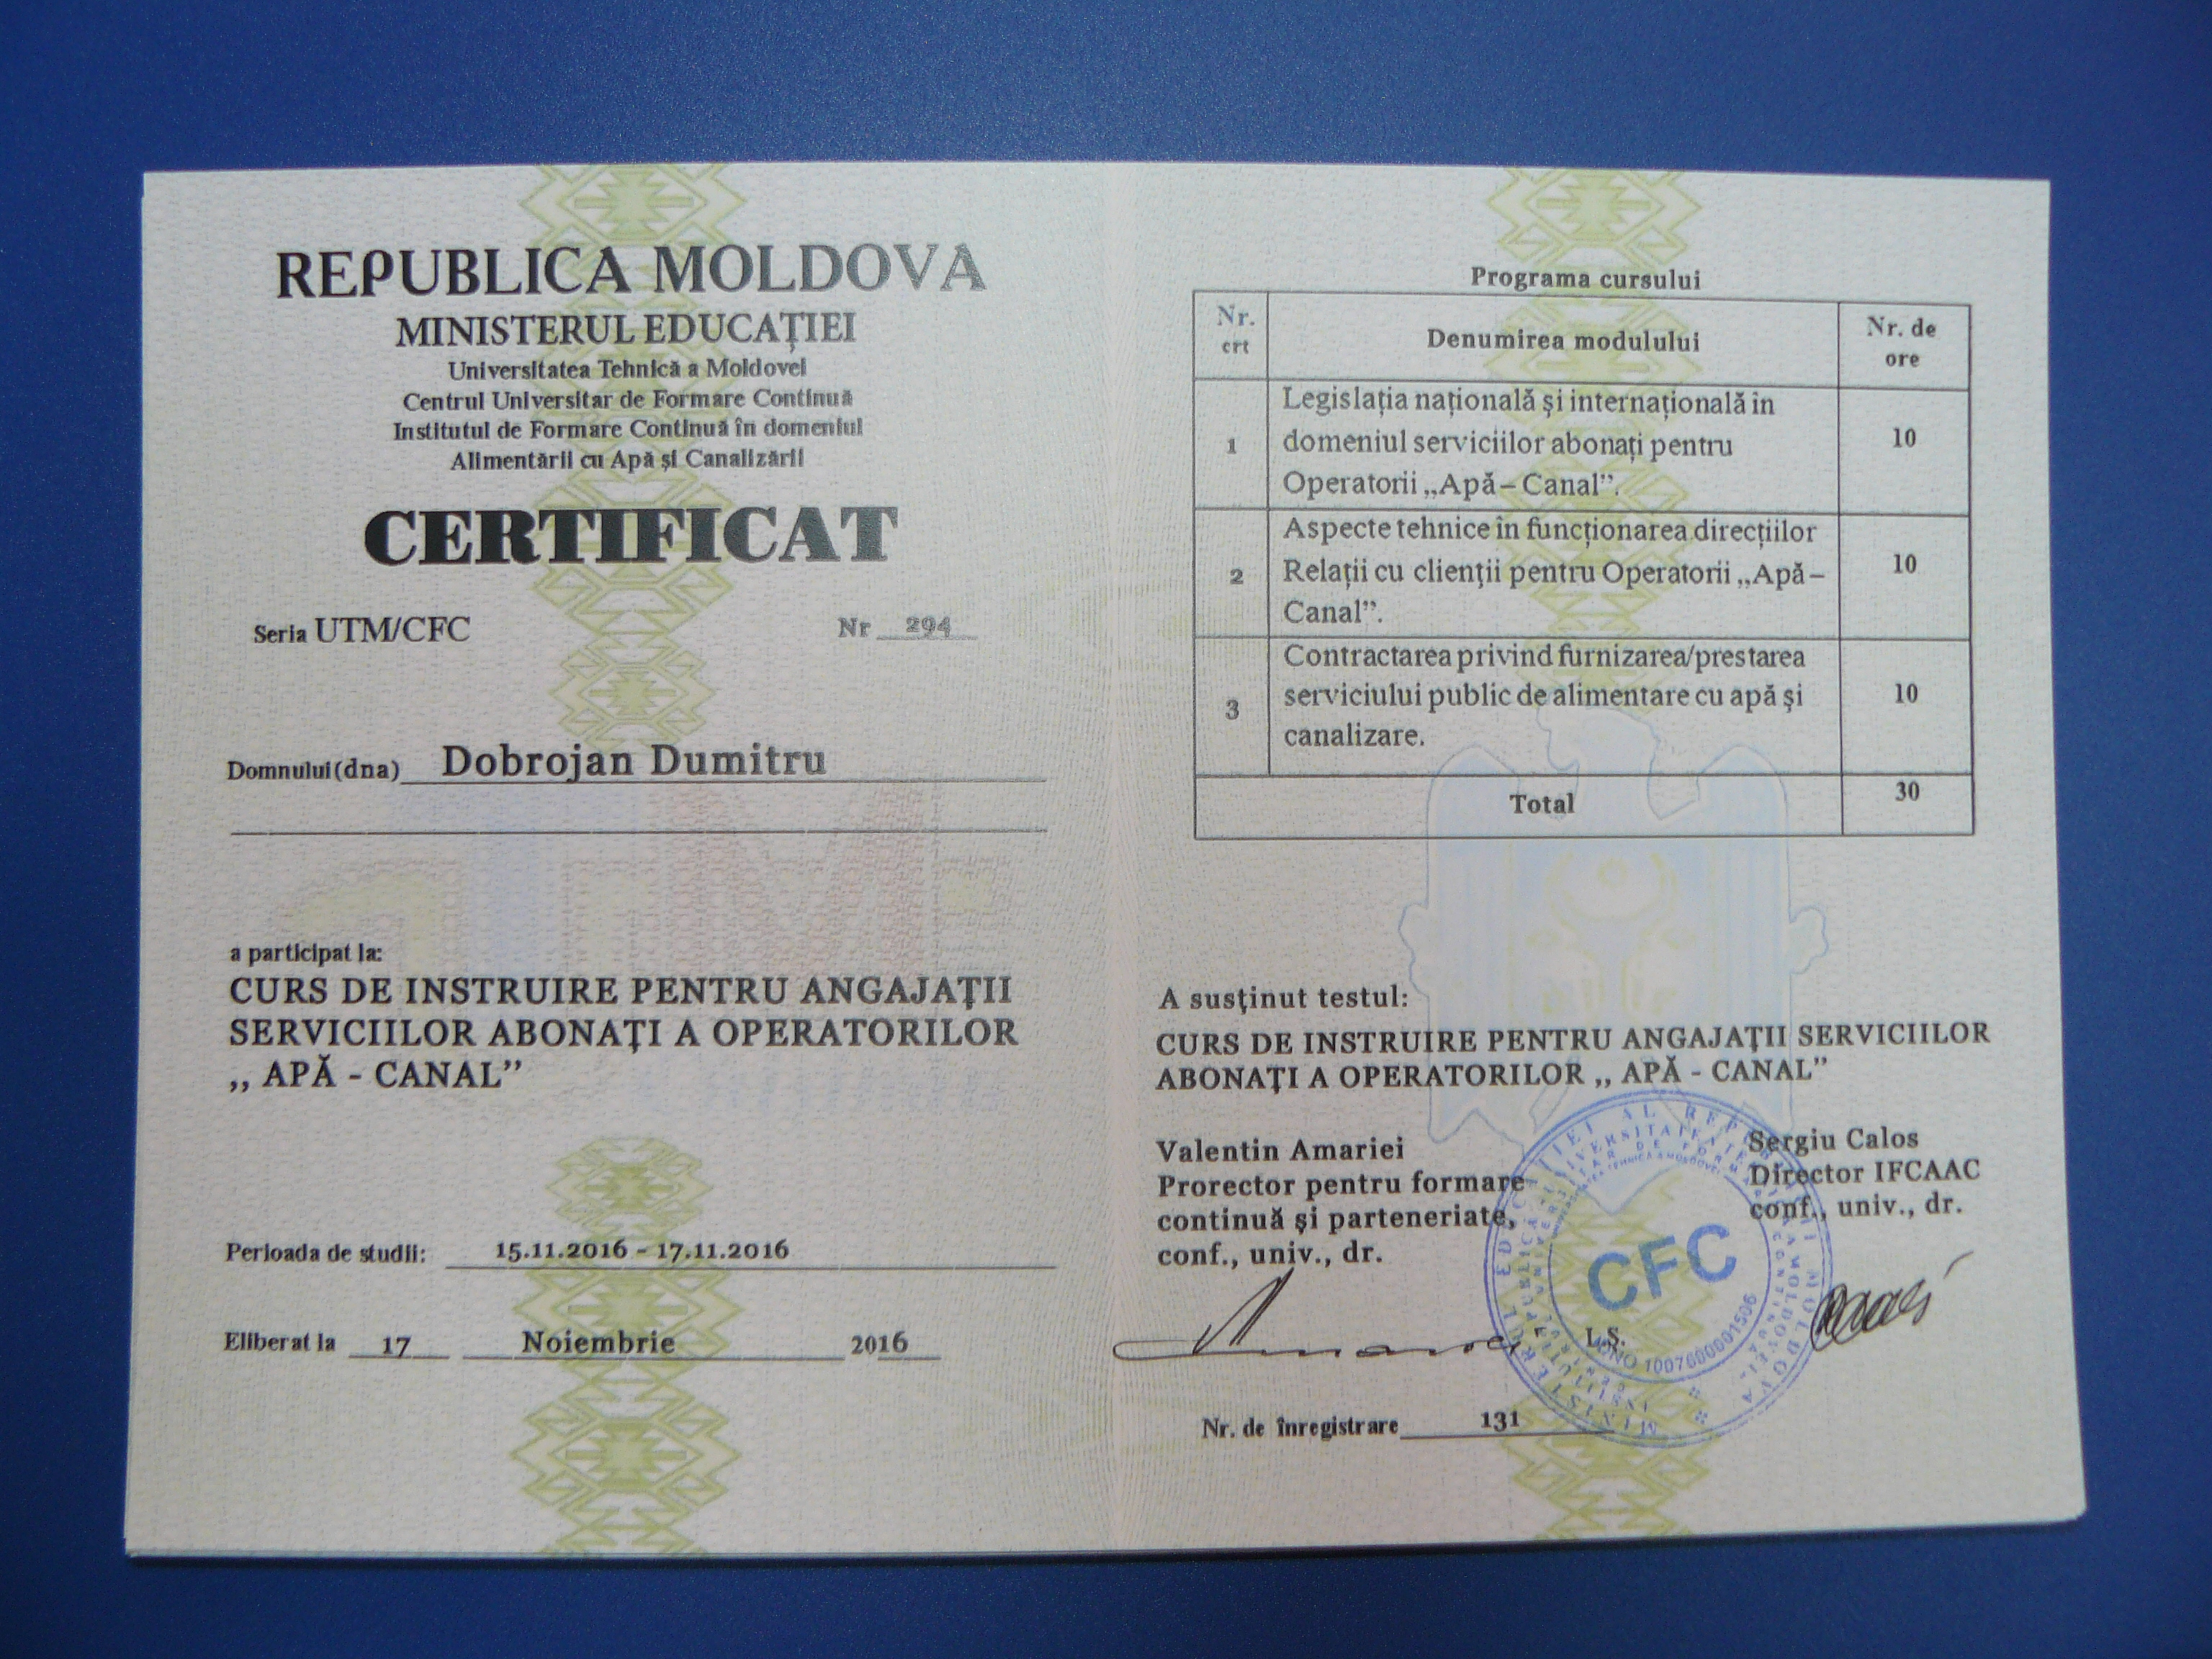 REPUBLICA MOLDOVA
MINISTERUL EDUCAȚIEI
Universitatea Tehnică a Moldovei
Centrul Universitar de Formare Continuă
Institutul de Formare Continuă în domeniul
Alimentării cu Apă și Canalizării
CERTIFICAT
Seria UTM/CFC Nr 294
Domnului(dna) Dobrojan Dumitru
a participat la:
CURS DE INSTRUIRE PENTRU ANGAJAȚII
SERVICIILOR ABONAȚI A OPERATORILOR
,, APĂ - CANAL”
Perioada de studii: 15.11.2016 - 17.11.2016
Eliberat la 17 Noiembrie 2016
Programa cursului
Nr. crt Denumirea modulului Nr. de ore
1 Legislația națională și internațională în
domeniul serviciilor abonați pentru 10
Operatorii „Apă – Canal”.
Aspecte tehnice în funcționarea direcțiilor
2 Relații cu clienții pentru Operatorii „Apă – 10
Canal”.
Contractarea privind furnizarea/prestarea
3 serviciului public de alimentare cu apă și 10
canalizare.
Total 30
A susținut testul:
CURS DE INSTRUIRE PENTRU ANGAJAȚII SERVICIILOR
ABONAȚI A OPERATORILOR ,, APĂ - CANAL”
Valentin Amariei
Prorector pentru formare
continuă și parteneriate,
conf., univ., dr.
Sergiu Calos
Director IFCAAC
conf., univ., dr.
CFC
L.S.
IDNO 1007600001506
Nr. de înregistrare 131